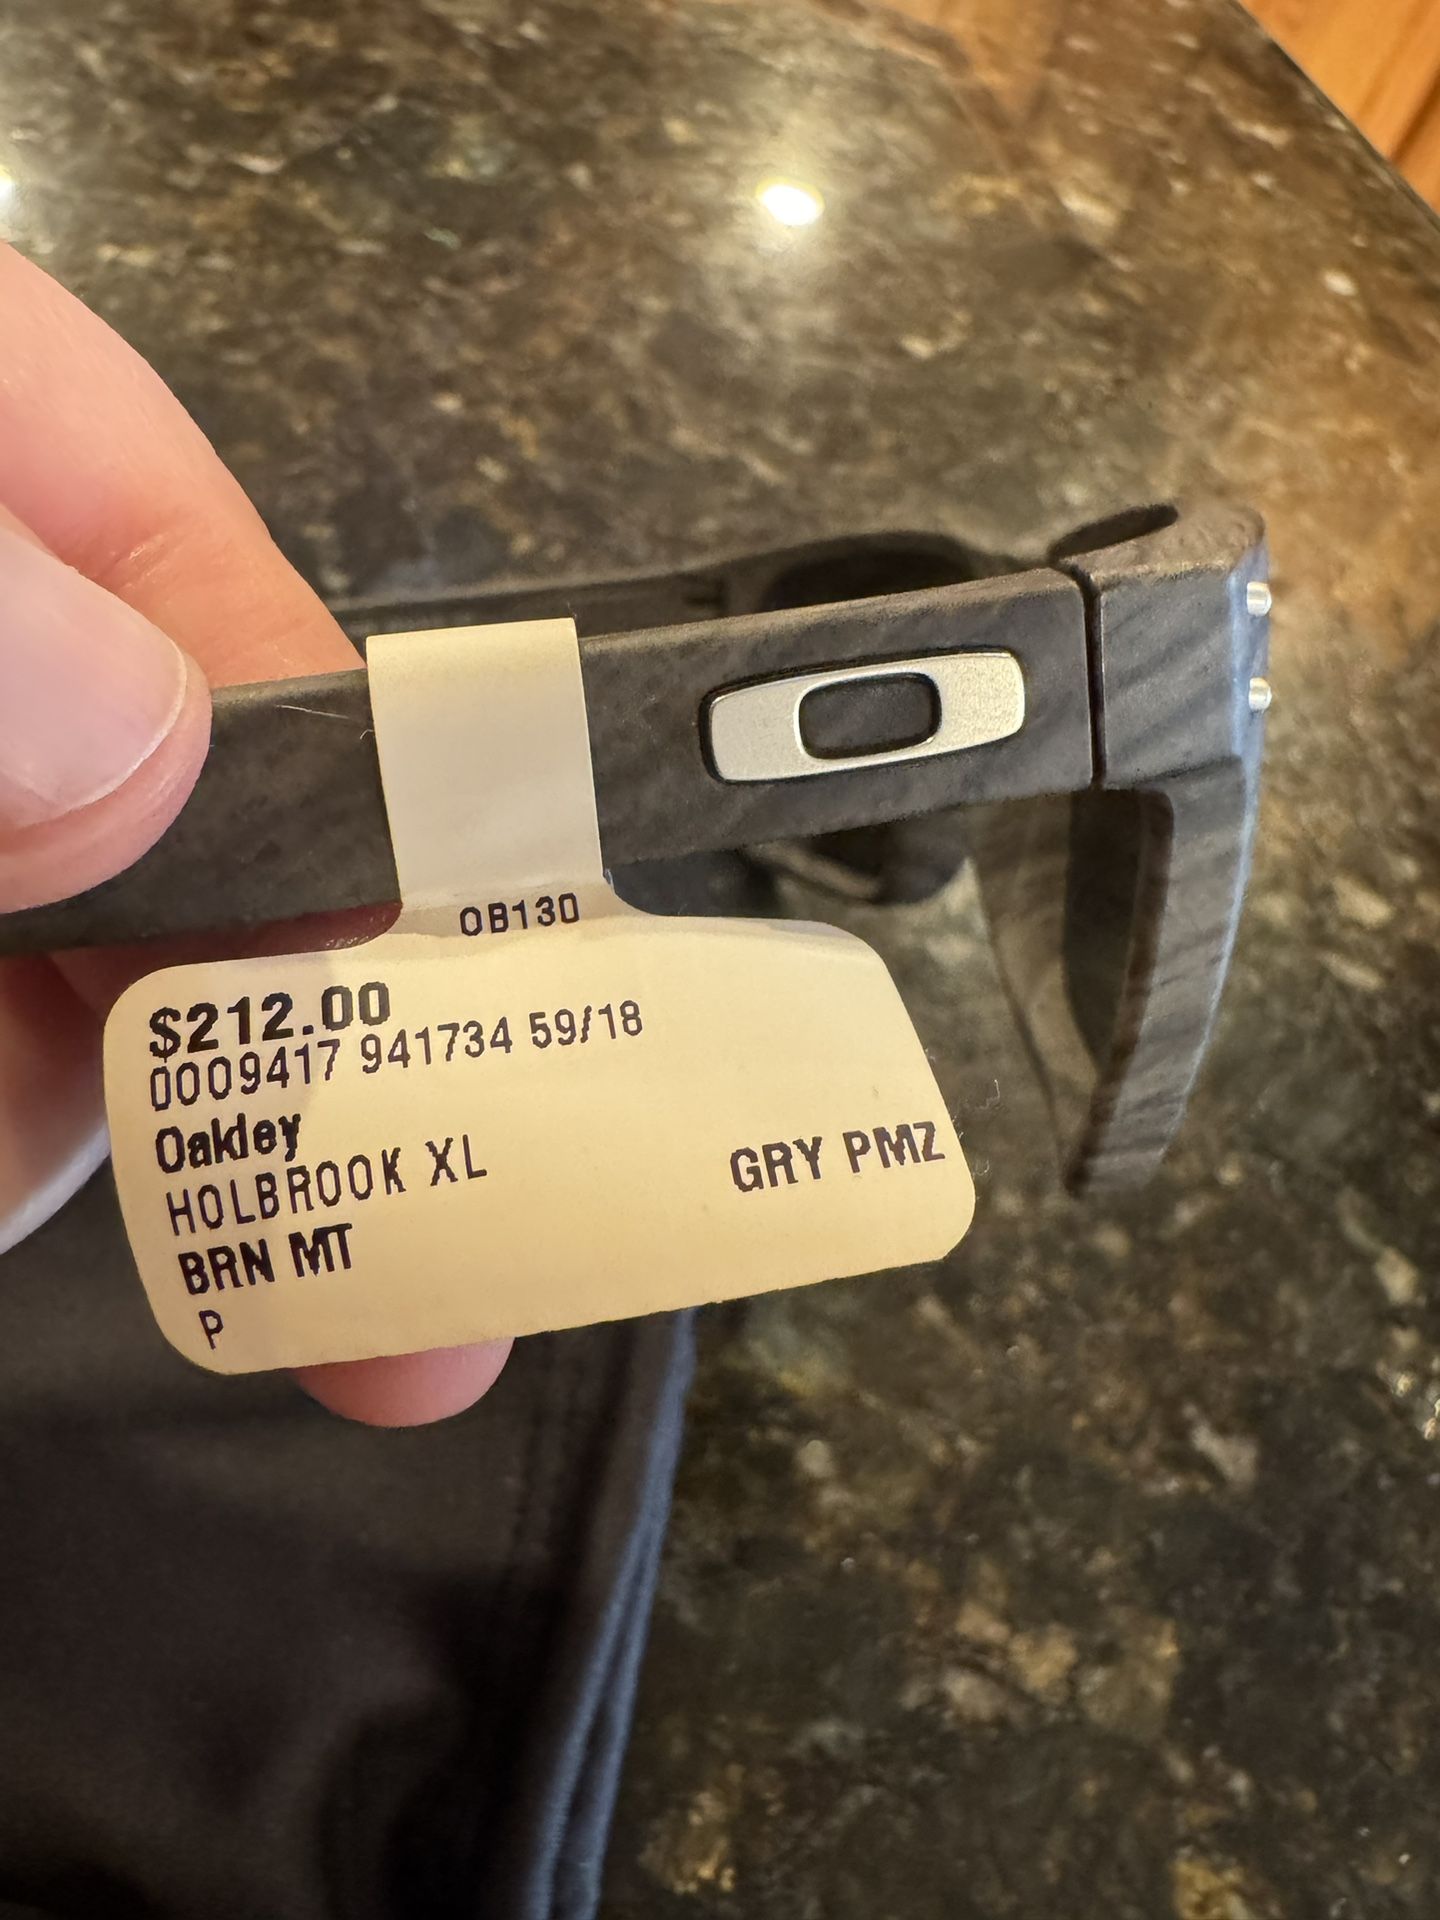 OB130
$212.00
0009417 941734 59/18
Oakley
HOLBROOK XL
GRY PMZ
BRN MT
P